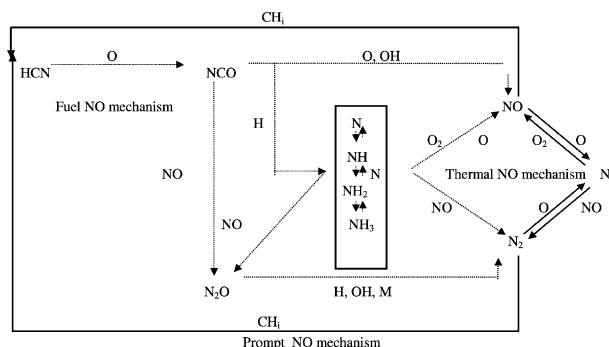 CHi
O
O, OH
HCN
NCO
Fuel NO mechanism
NO
H
N
O2
O
O2
O
NH
NO
N
Thermal NO mechanism
N
NH2
NO
O
NO
NO
NH3
N2
N2O
H, OH, M
CHi
Prompt NO mechanism